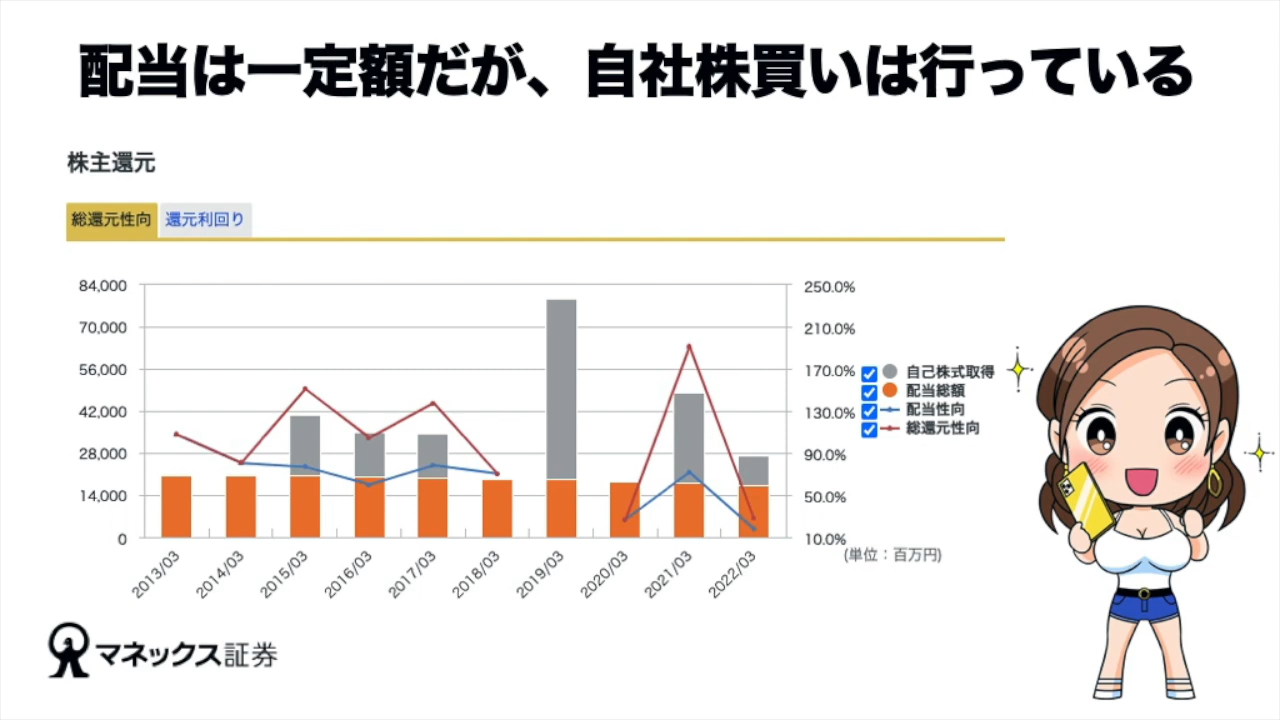 配当は一定額だが、自社株買いは行っている
株主還元
総還元性向 還元利回り
84,000 250.0%
70,000 210.0%
56,000 170.0%
42,000 130.0%
28,000 90.0%
14,000 50.0%
0 10.0%
自己株式取得
配当総額
配当性向
総還元性向
(単位：百万円)
2013/03 2014/03 2015/03 2016/03 2017/03 2018/03 2019/03 2020/03 2021/03 2022/03
マネックス証券